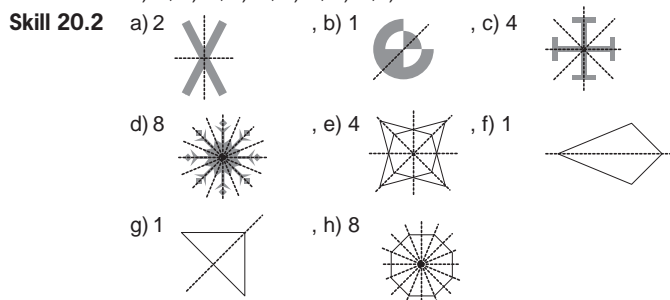 Skill 20.2 a) 2 , b) 1 , c) 4
d) 8 , e) 4 , f) 1
g) 1 , h) 8